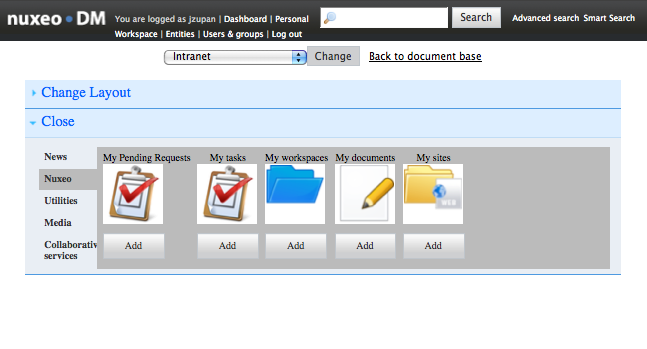 nuxeo • DM
You are logged as jzupan | Dashboard | Personal
Workspace | Entities | Users & groups | Log out
Search
Advanced search Smart Search
Intranet
Change
Back to document base
Change Layout
Close
News
Nuxeo
Utilities
Media
Collaborativ
services
My Pending Requests
My tasks
My workspaces
My documents
My sites
WEB
Add
Add
Add
Add
Add